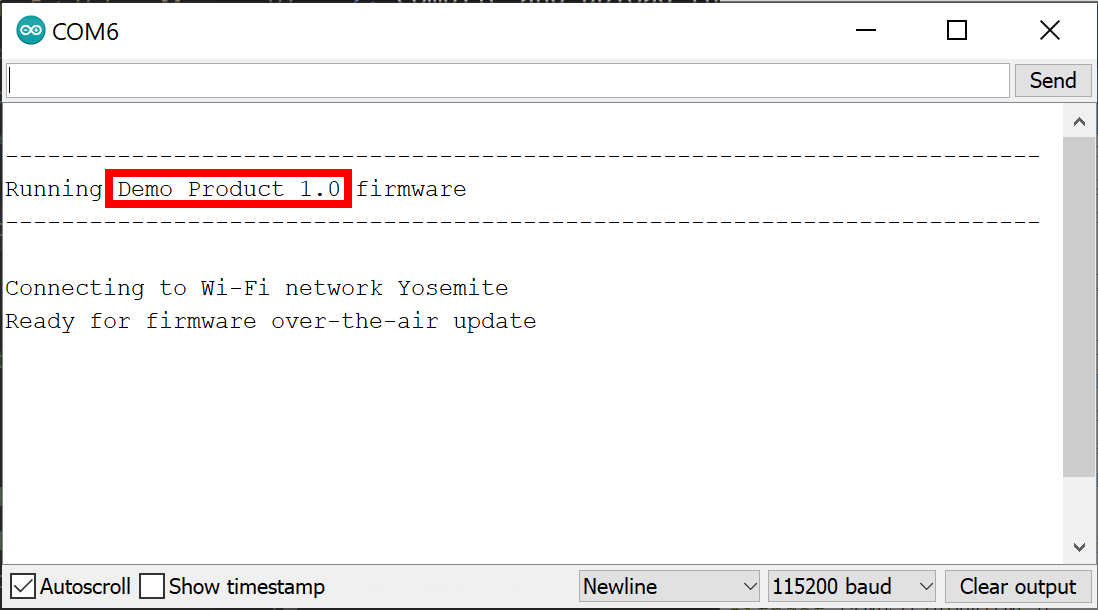 COM6
Send
--------------------------------------------------------------------------
Running Demo Product 1.0 firmware
--------------------------------------------------------------------------
Connecting to Wi-Fi network Yosemite
Ready for firmware over-the-air update
Autoscroll Show timestamp Newline 115200 baud Clear output